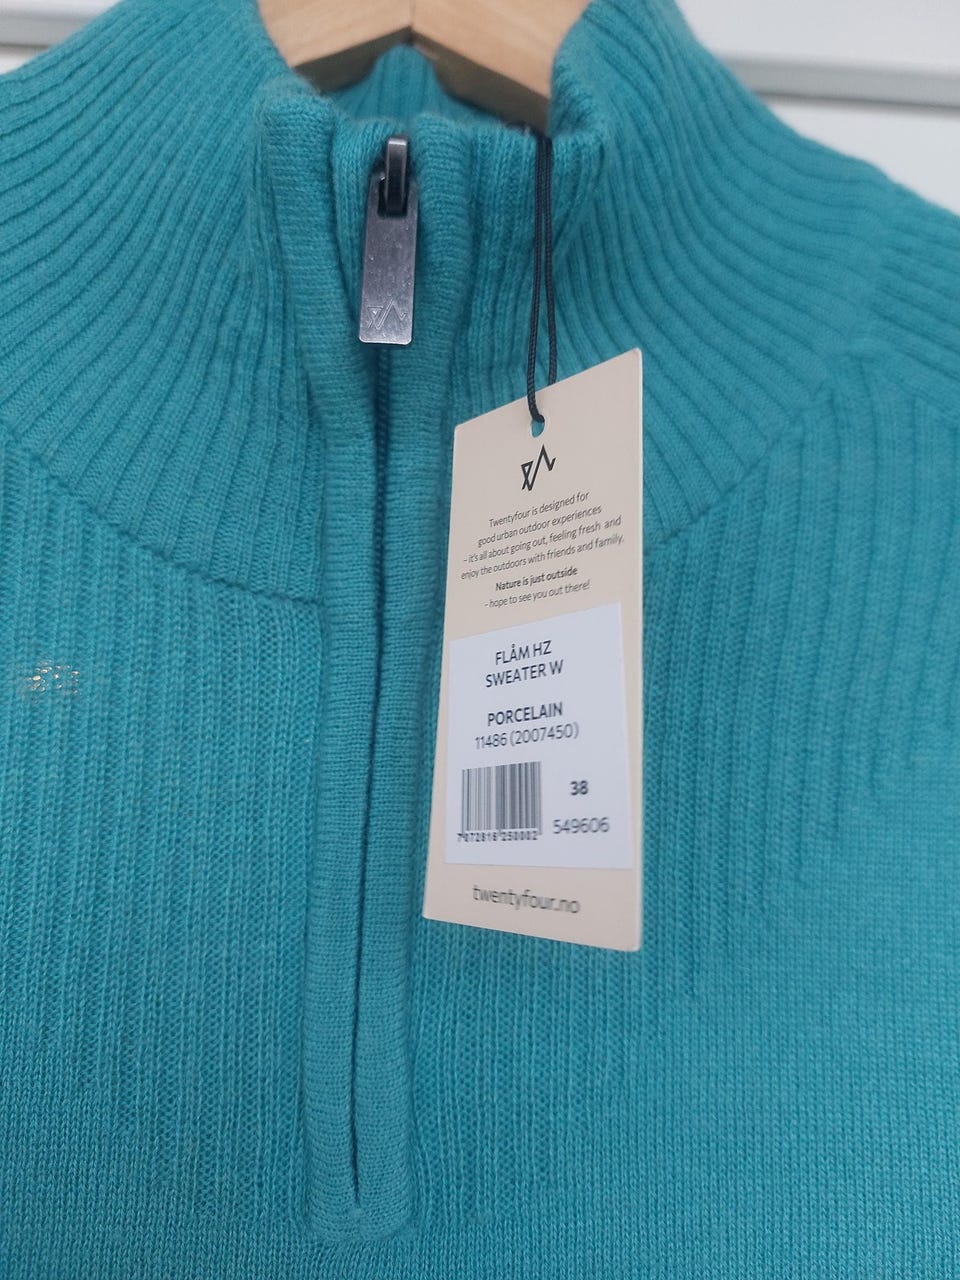 Twentyfour is designed for
good urban outdoor experiences
- it's all about going out, feeling fresh and
enjoy the outdoors with friends and family.
Nature is just outside
- hope to see you out there!
FLÅM HZ
SWEATER W
PORCELAIN
11486 (2007450)
38
7072816250002
549606
twentyfour.no